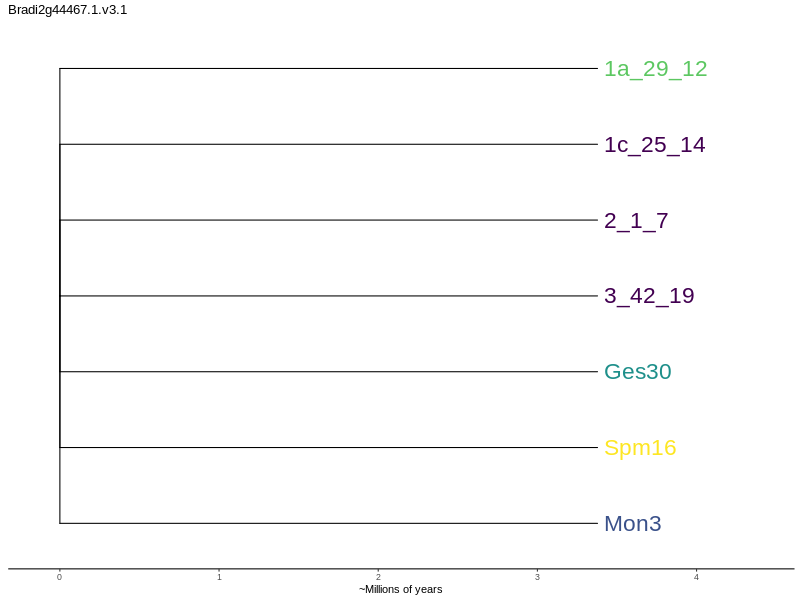 Bradi2g44467.1.v3.1
1a_29_12
1c_25_14
2_1_7
3_42_19
Ges30
Spm16
Mon3
0 1 2 3 4
~Millions of years